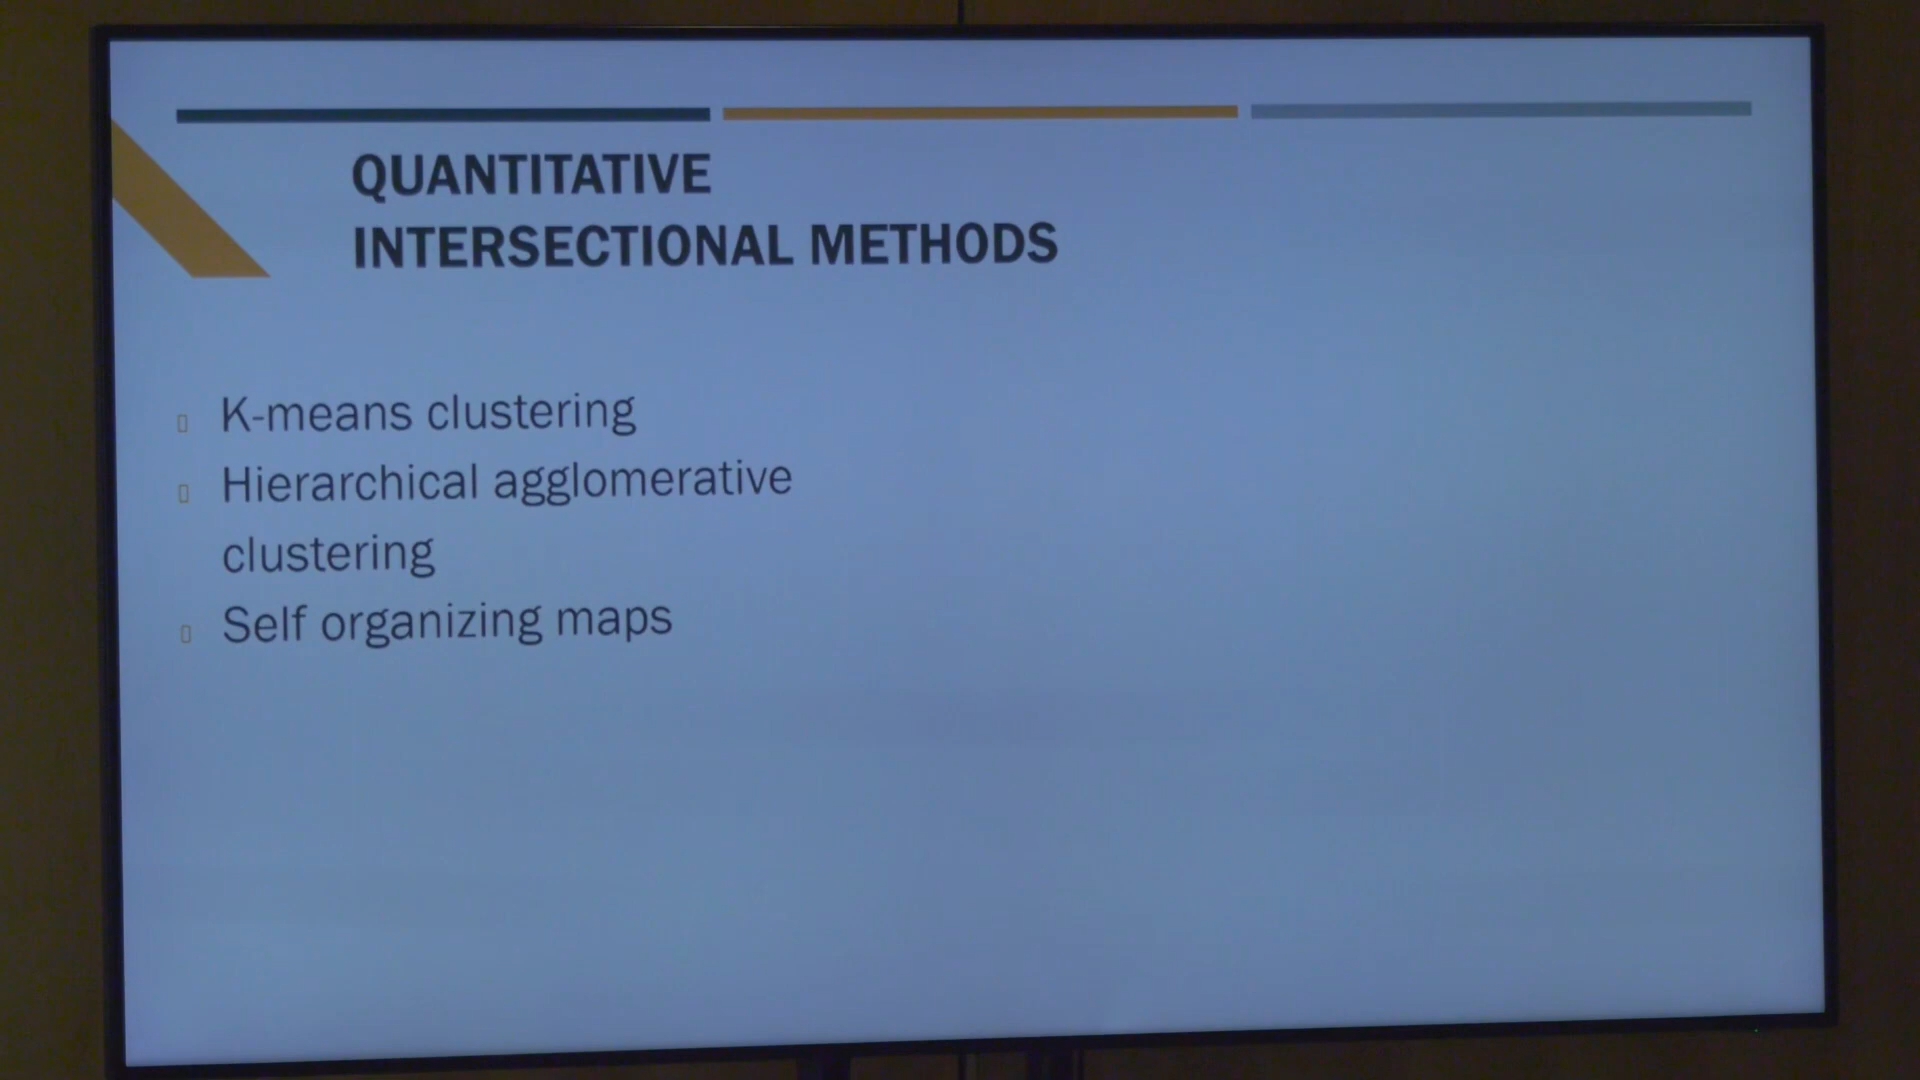 QUANTITATIVE
INTERSECTIONAL METHODS
K-means clustering
Hierarchical agglomerative
clustering
Self organizing maps